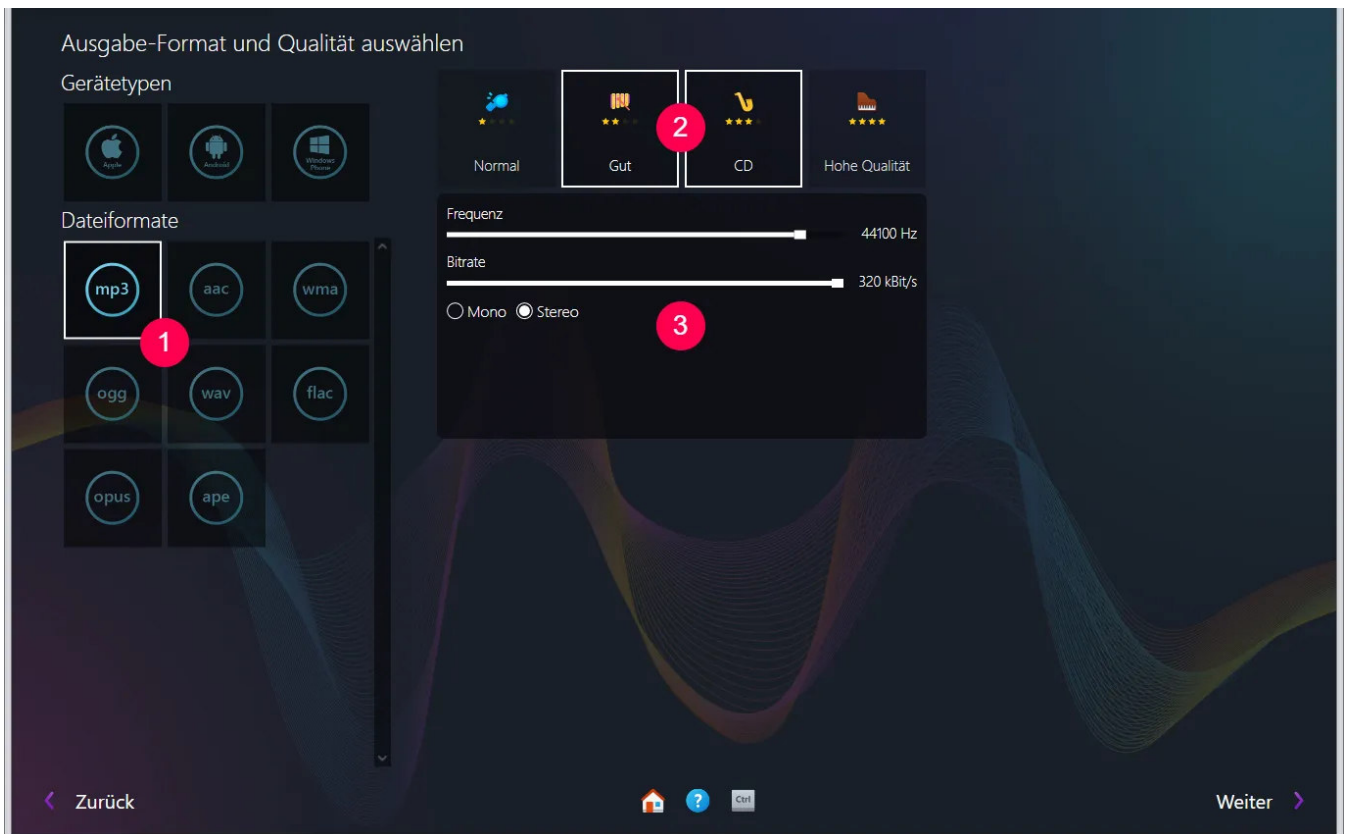 Ausgabe-Format und Qualität auswählen
Gerätetypen
Apple
Android
Windows
Phone
Normal
Gut
2
CD
Hohe Qualität
Dateiformate
mp3
aac
wma
1
ogg
wav
flac
opus
ape
Frequenz
44100 Hz
Bitrate
320 kBit/s
Mono Stereo
3
Zurück
?
Ctrl
Weiter